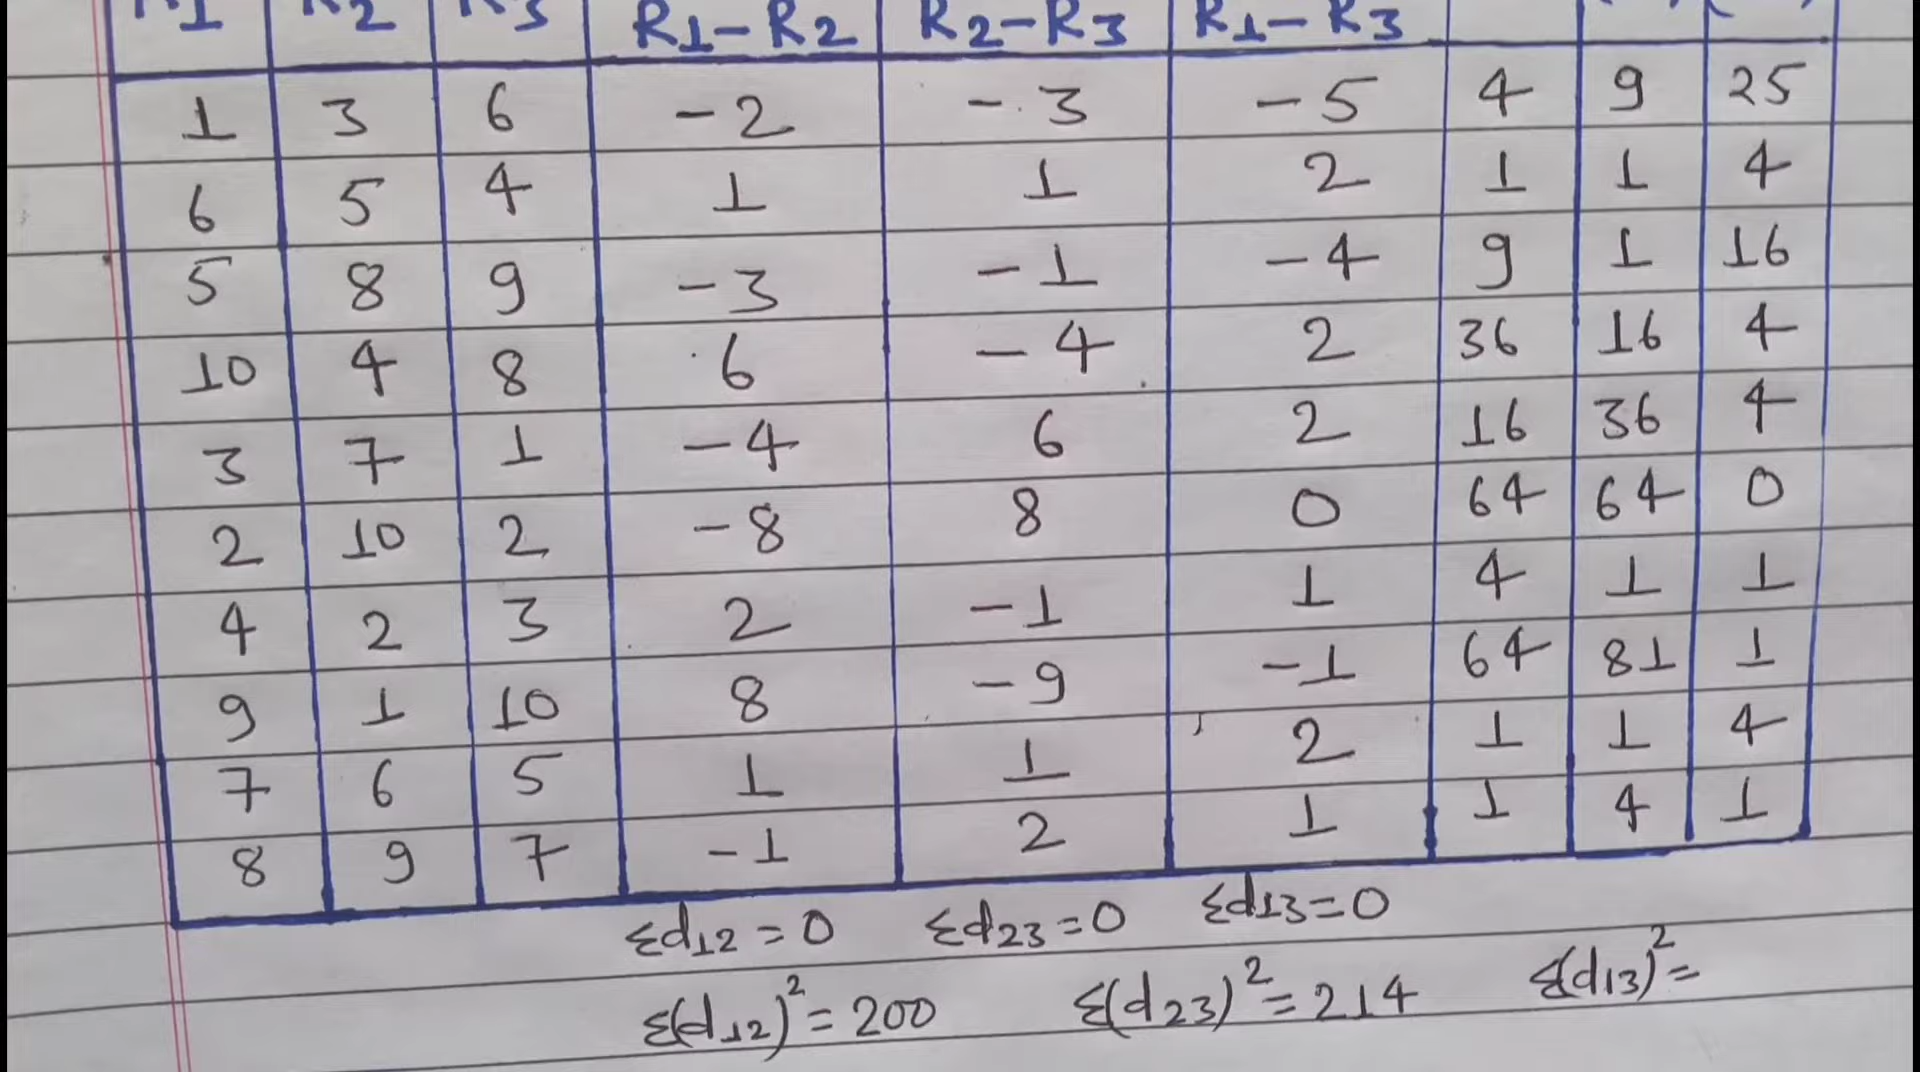 R1 R2 R3 R1-R2 R2-R3 R1-R3
1 3 6 -2 -3 -5 4 9 25
6 5 4 1 1 2 1 1 4
5 8 9 -3 -1 -4 9 1 16
10 4 8 6 -4 2 36 16 4
3 7 1 -4 6 2 16 36 4
2 10 2 -8 8 0 64 64 0
4 2 3 2 -1 1 4 1 1
9 1 10 8 -9 -1 64 81 1
7 6 5 1 1 2 1 1 4
8 9 7 -1 2 1 1 4 1
Σd12=0 Σd23=0 Σd13=0
Σ(d12)²=200 Σ(d23)²=214 Σ(d13)²=